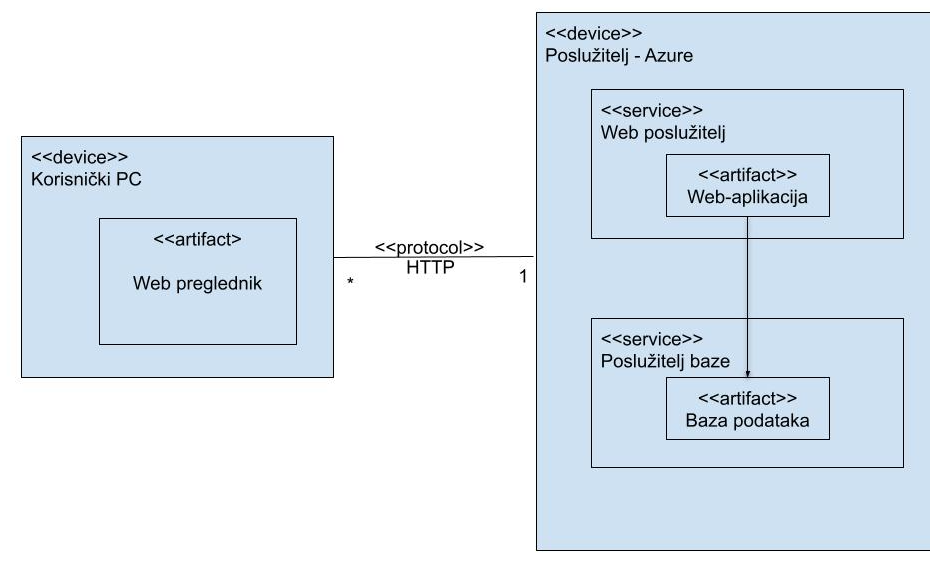 <<device>>
Korisnički PC
<<artifact>
Web preglednik
<<protocol>>
HTTP
*
1
<<device>>
Poslužitelj - Azure
<<service>>
Web poslužitelj
<<artifact>>
Web-aplikacija
<<service>>
Poslužitelj baze
<<artifact>>
Baza podataka